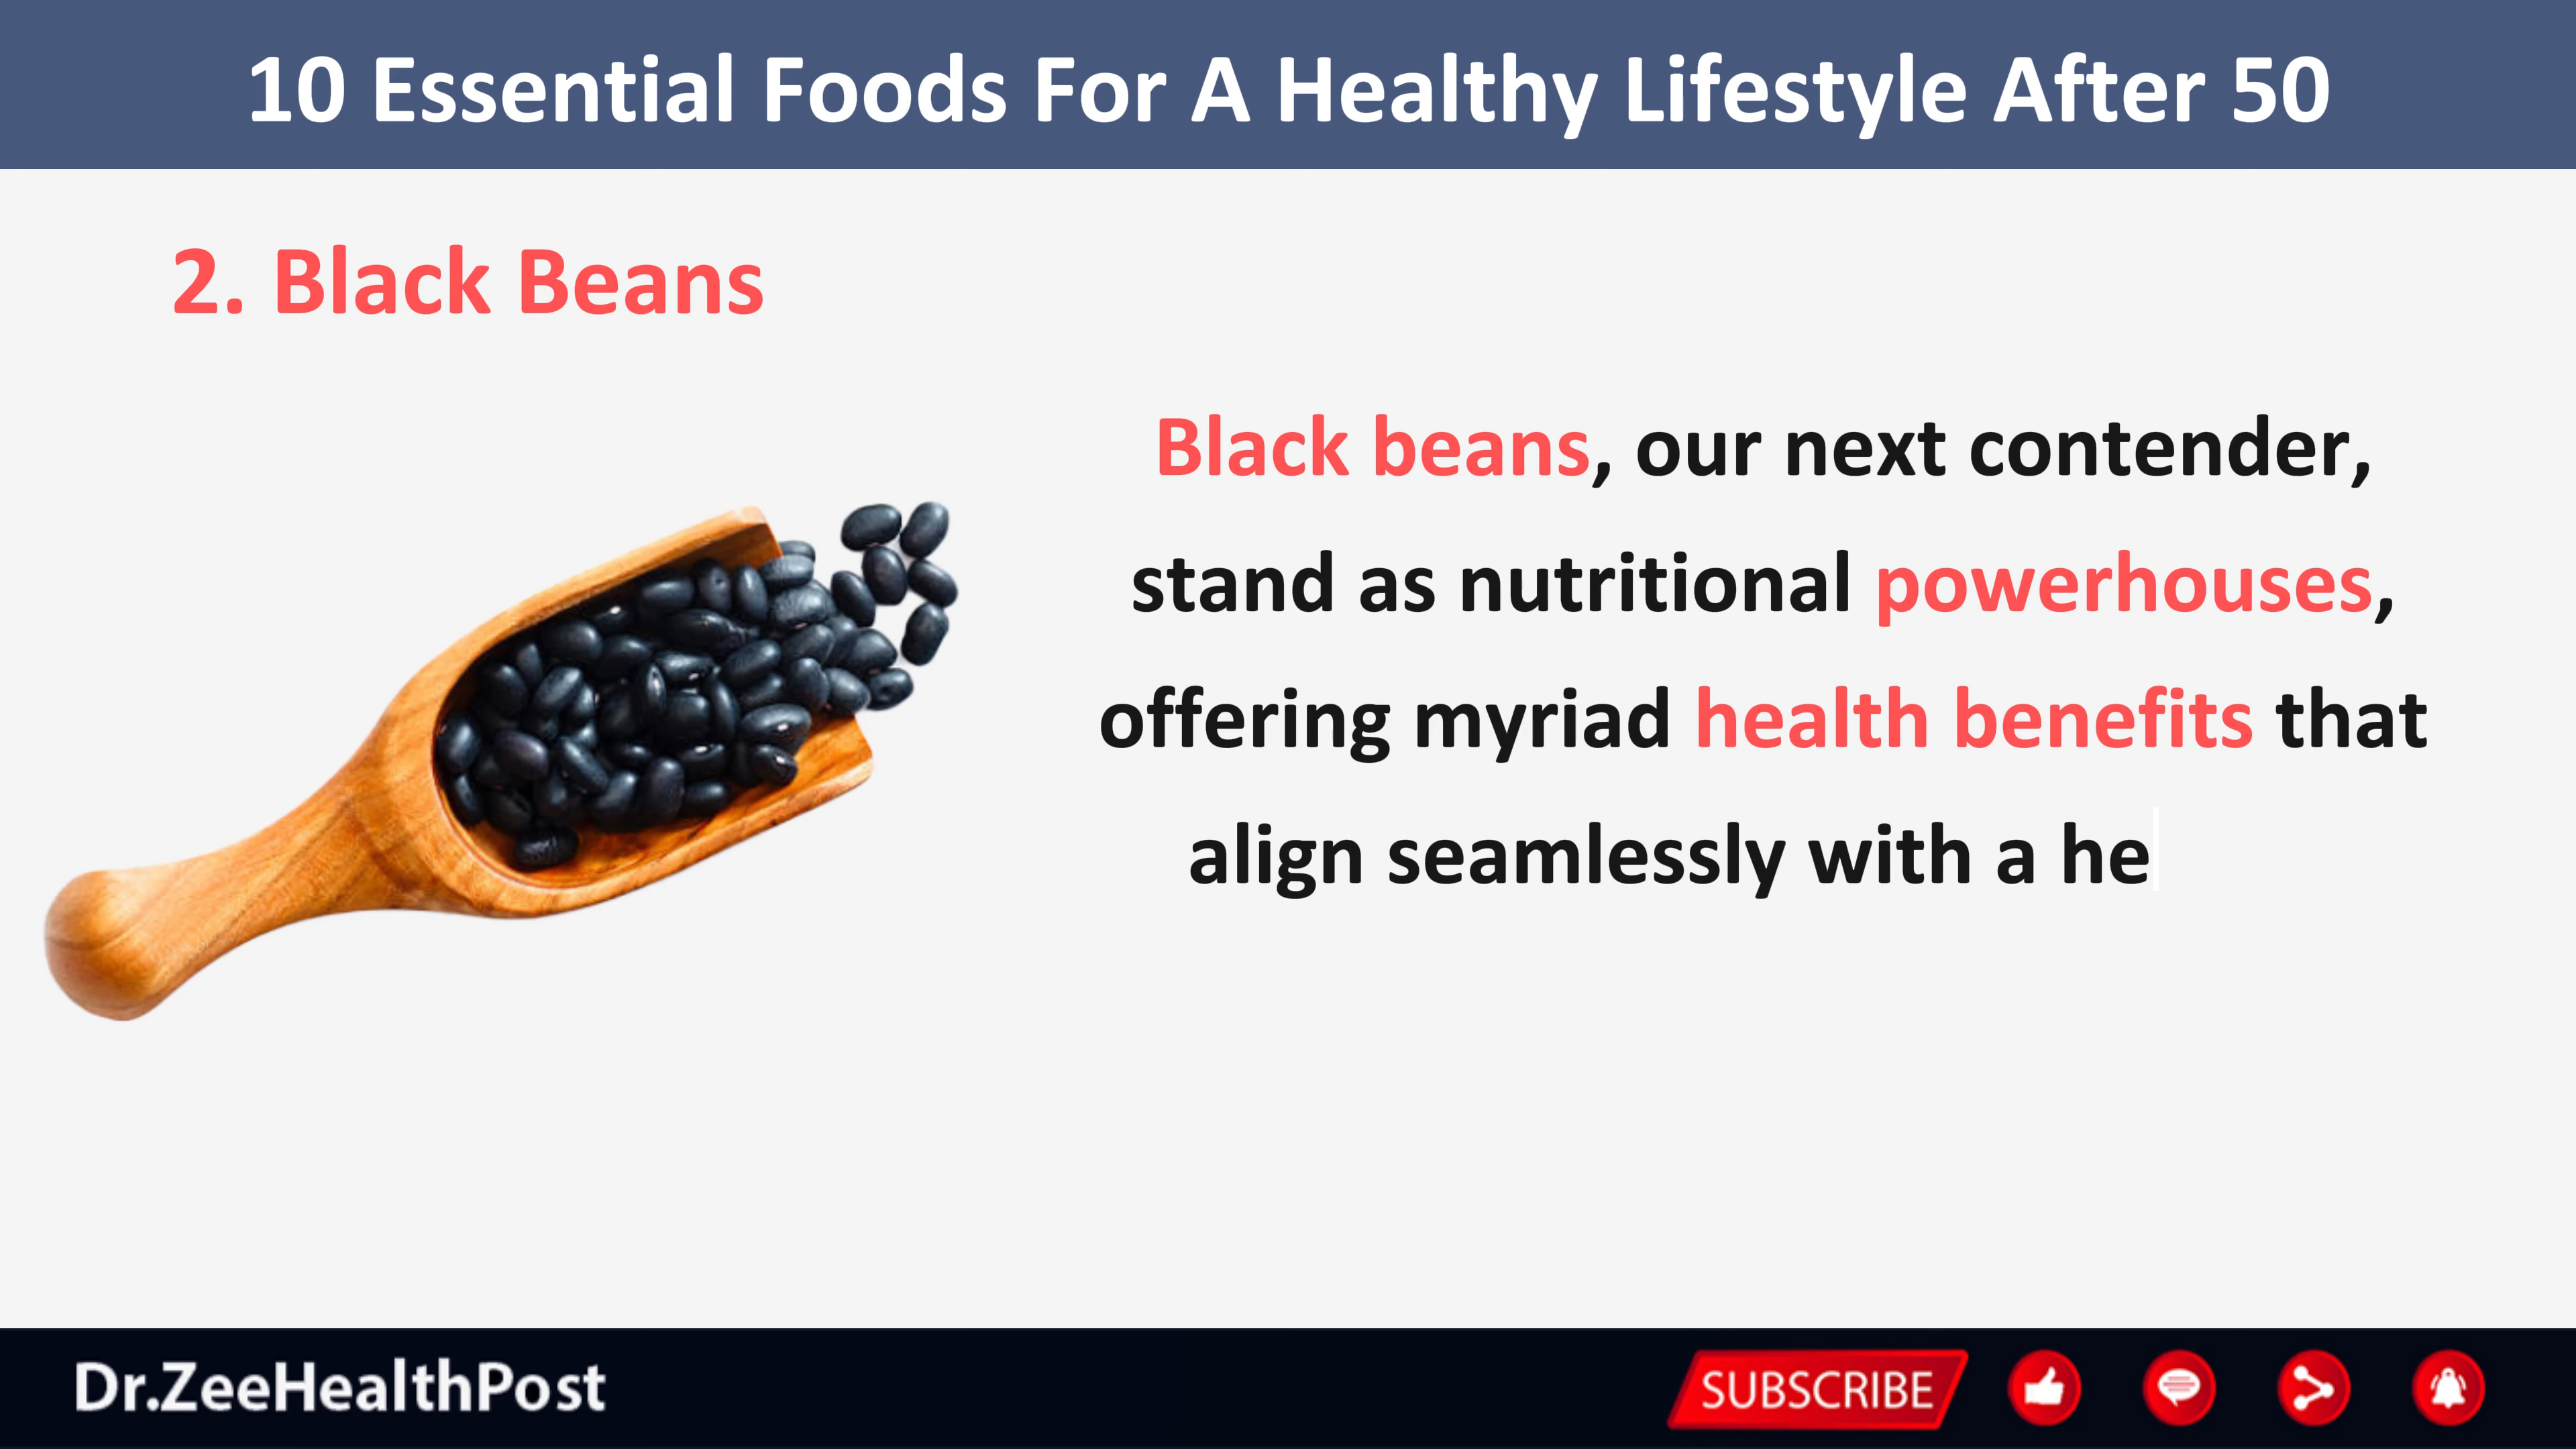 10 Essential Foods For A Healthy Lifestyle After 50
2. Black Beans
Black beans, our next contender,
stand as nutritional powerhouses,
offering myriad health benefits that
align seamlessly with a he
Dr.ZeeHealthPost
SUBSCRIBE